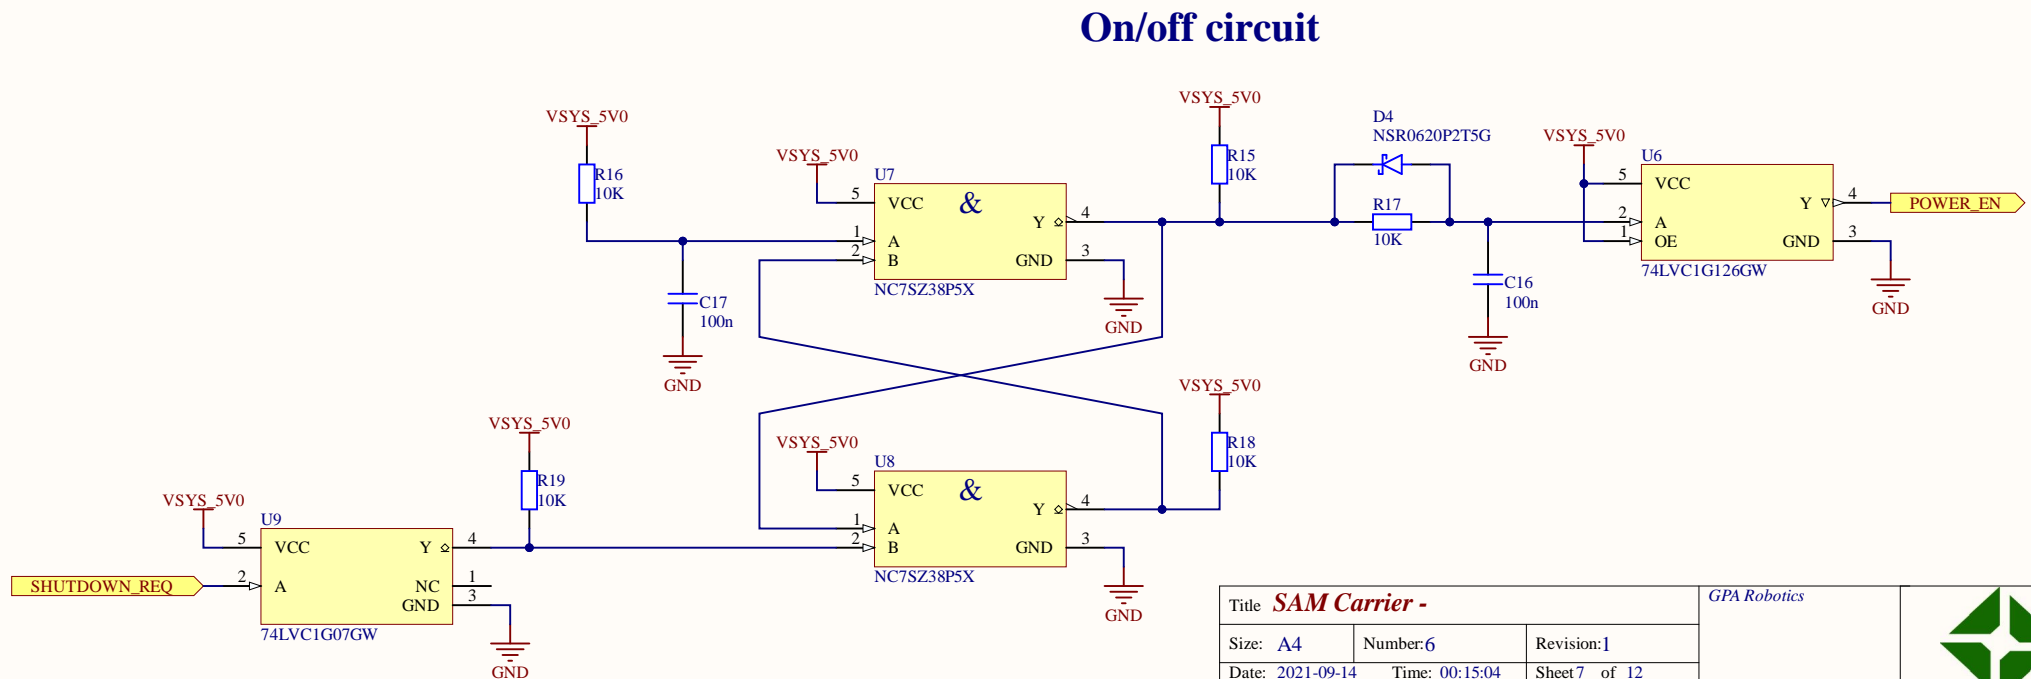 On/off circuit
VSYS_5V0
R16
10K
C17
100n
GND
VSYS_5V0
U7
5 VCC & Y 4
1 A
2 B GND 3
NC7SZ38P5X
GND
VSYS_5V0
R15
10K
D4
NSR0620P2T5G
R17
10K
C16
100n
GND
VSYS_5V0
U6
5 VCC Y 4
2 A
1 OE GND 3
74LVC1G126GW
POWER_EN
GND
VSYS_5V0
R18
10K
VSYS_5V0
U8
5 VCC & Y 4
1 A
2 B GND 3
NC7SZ38P5X
GND
VSYS_5V0
R19
10K
VSYS_5V0
U9
5 VCC Y 4
SHUTDOWN_REQ 2 A NC 1
GND 3
74LVC1G07GW
GND
Title SAM Carrier - GPA Robotics
Size: A4 Number:6 Revision:1
Date: 2021-09-14 Time: 00:15:04 Sheet 7 of 12